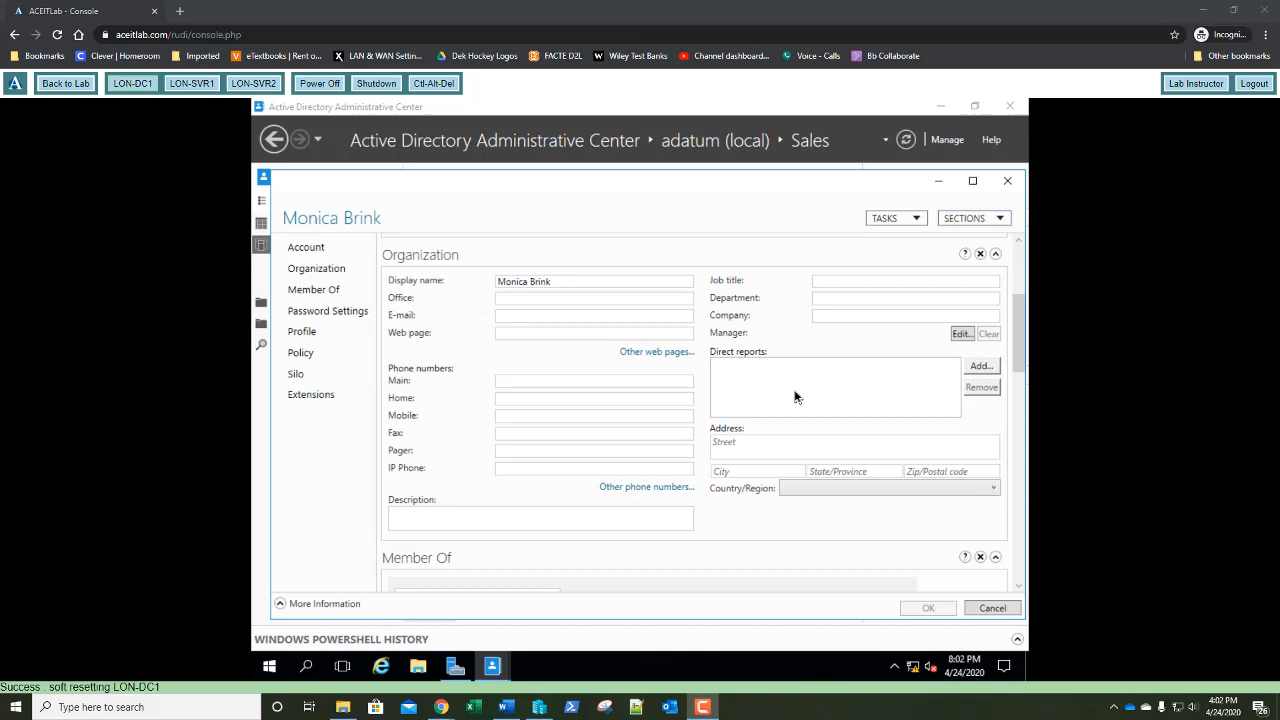 ACEITLab - Console
Incogni...
aceitlab.com/rudi/console.php
Bookmarks
Clever | Homeroom
Imported
eTextbooks | Rent o...
LAN & WAN Settin...
Dek Hockey Logos
FACTE D2L
Wiley Test Banks
Channel dashboard...
Voice - Calls
Bb Collaborate
Other bookmarks
A
Back to Lab
LON-DC1
LON-SVR1
LON-SVR2
Power Off
Shutdown
Ctl-Alt-Del
Lab Instructor
Logout
Active Directory Administrative Center
Active Directory Administrative Center
adatum (local)
Sales
Manage
Help
Monica Brink
TASKS
SECTIONS
Account
Organization
Member Of
Password Settings
Profile
Policy
Silo
Extensions
Organization
Display name: Monica Brink
Office:
E-mail:
Web page:
Other web pages...
Phone numbers:
Main:
Home:
Mobile:
Fax:
Pager:
IP Phone:
Other phone numbers...
Description:
Job title:
Department:
Company:
Manager:
Edit...
Clear
Direct reports:
Add...
Remove
Address:
Street
City
State/Province
Zip/Postal code
Country/Region:
Member Of
More Information
OK
Cancel
WINDOWS POWERSHELL HISTORY
8:02 PM
4/24/2020
Success : soft resetting LON-DC1
Type here to search
4:02 PM
4/24/2020
26